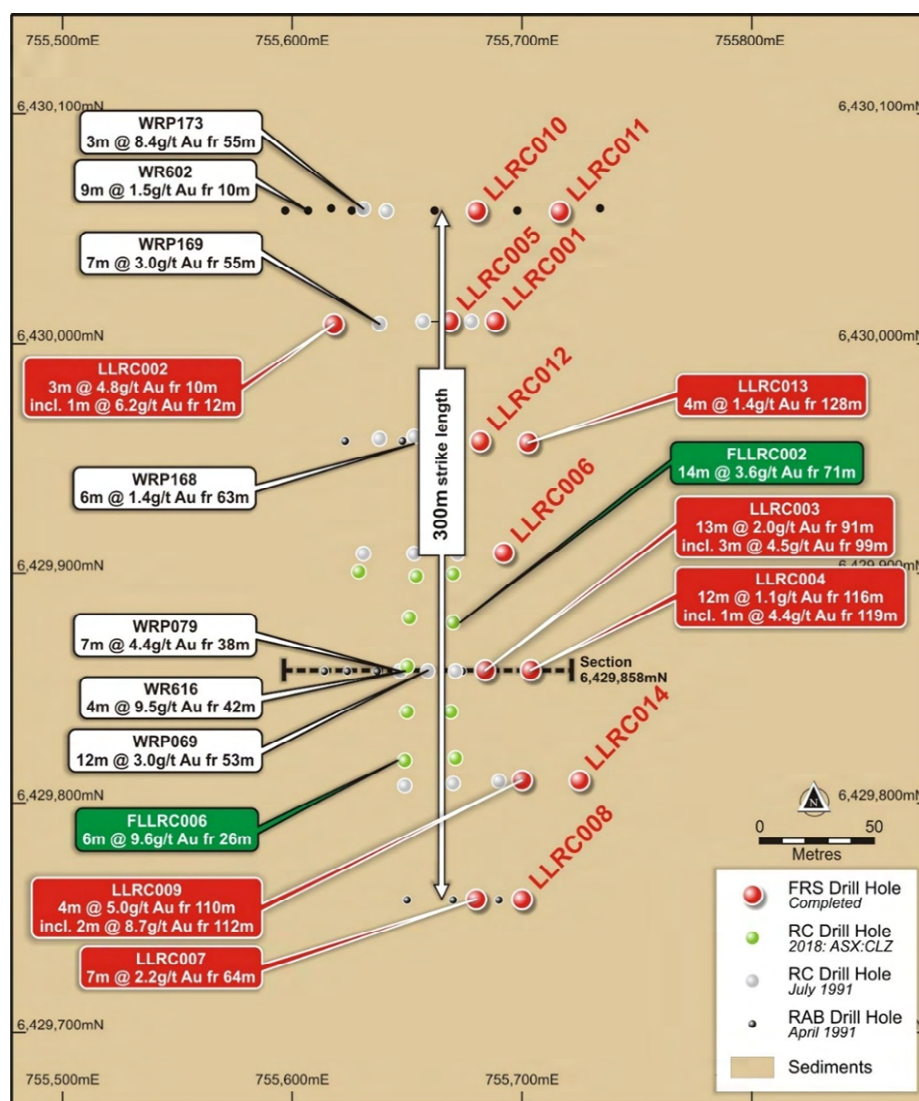 755,500mE
755,600mE
755,700mE
755800mE
6,430,100mN
6,430,100mN
WRP173
3m @ 8.4g/t Au fr 55m
WR602
9m @ 1.5g/t Au fr 10m
WRP169
7m @ 3.0g/t Au fr 55m
LLRC010
LLRC011
LLRC005
LLRC001
6,430,000mN
6,430,000mN
LLRC002
3m @ 4.8g/t Au fr 10m
incl. 1m @ 6.2g/t Au fr 12m
LLRC012
LLRC013
4m @ 1.4g/t Au fr 128m
300m strike length
FLLRC002
14m @ 3.6g/t Au fr 71m
WRP168
6m @ 1.4g/t Au fr 63m
LLRC006
LLRC003
13m @ 2.0g/t Au fr 91m
incl. 3m @ 4.5g/t Au fr 99m
6,429,900mN
6,429,900mN
LLRC004
12m @ 1.1g/t Au fr 116m
incl. 1m @ 4.4g/t Au fr 119m
WRP079
7m @ 4.4g/t Au fr 38m
Section
6,429,858mN
WR616
4m @ 9.5g/t Au fr 42m
WRP069
12m @ 3.0g/t Au fr 53m
LLRC014
6,429,800mN
6,429,800mN
FLLRC006
6m @ 9.6g/t Au fr 26m
N
0
50
Metres
LLRC008
LLRC009
4m @ 5.0g/t Au fr 110m
incl. 2m @ 8.7g/t Au fr 112m
LLRC007
7m @ 2.2g/t Au fr 64m
FRS Drill Hole
Completed
RC Drill Hole
2018: ASX:CLZ
RC Drill Hole
July 1991
RAB Drill Hole
April 1991
Sediments
6,429,700mN
755,500mE
755,600mE
755,700mE